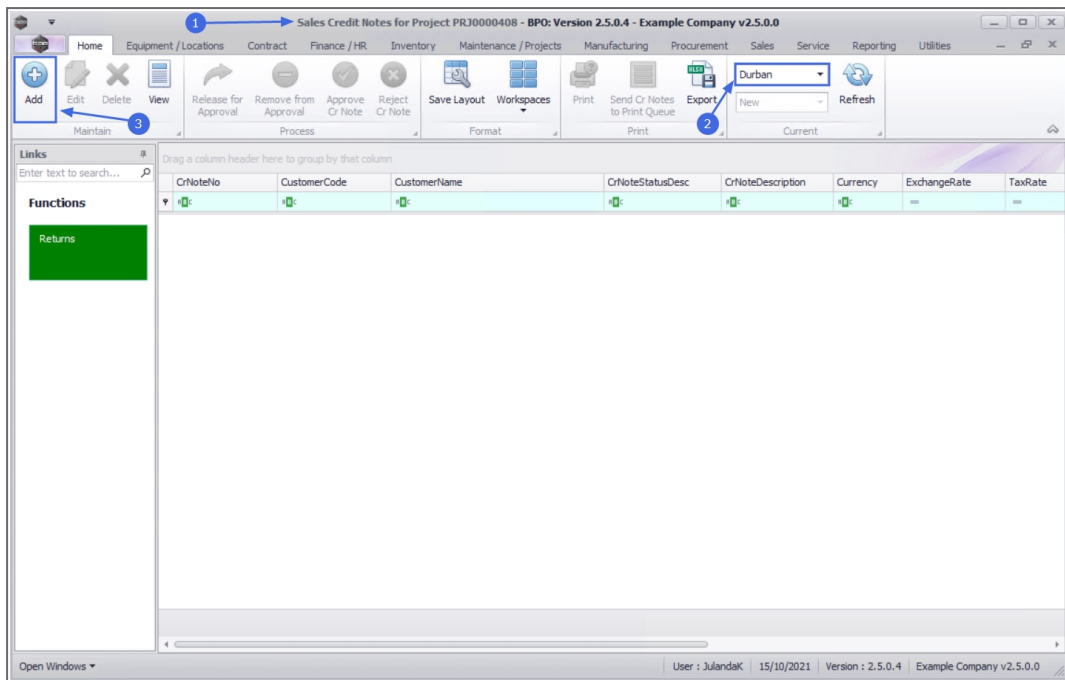 1
Sales Credit Notes for Project PRJ0000408 - BPO: Version 2.5.0.4 - Example Company v2.5.0.0
Home Equipment / Locations Contract Finance / HR Inventory Maintenance / Projects Manufacturing Procurement Sales Service Reporting Utilities
Add Edit Delete View
Release for Approval
Remove from Approval
Approve Cr Note
Reject Cr Note
Save Layout Workspaces
Print
Send Cr Notes to Print Queue
Export
Durban
New
Refresh
3
2
Maintain Process Format Print Current
Links
Enter text to search...
Drag a column header here to group by that column
CrNoteNo CustomerCode CustomerName CrNoteStatusDesc CrNoteDescription Currency ExchangeRate TaxRate
Functions
Returns
Open Windows
User : JulandaK 15/10/2021 Version : 2.5.0.4 Example Company v2.5.0.0